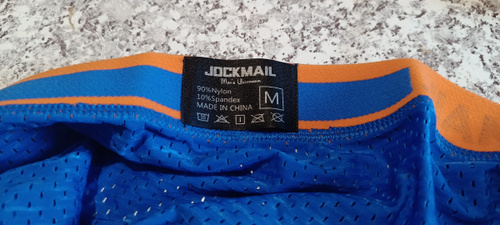 JOCKMAIL
Men's Underwear
90%Nylon
10%Spandex
MADE IN CHINA
M